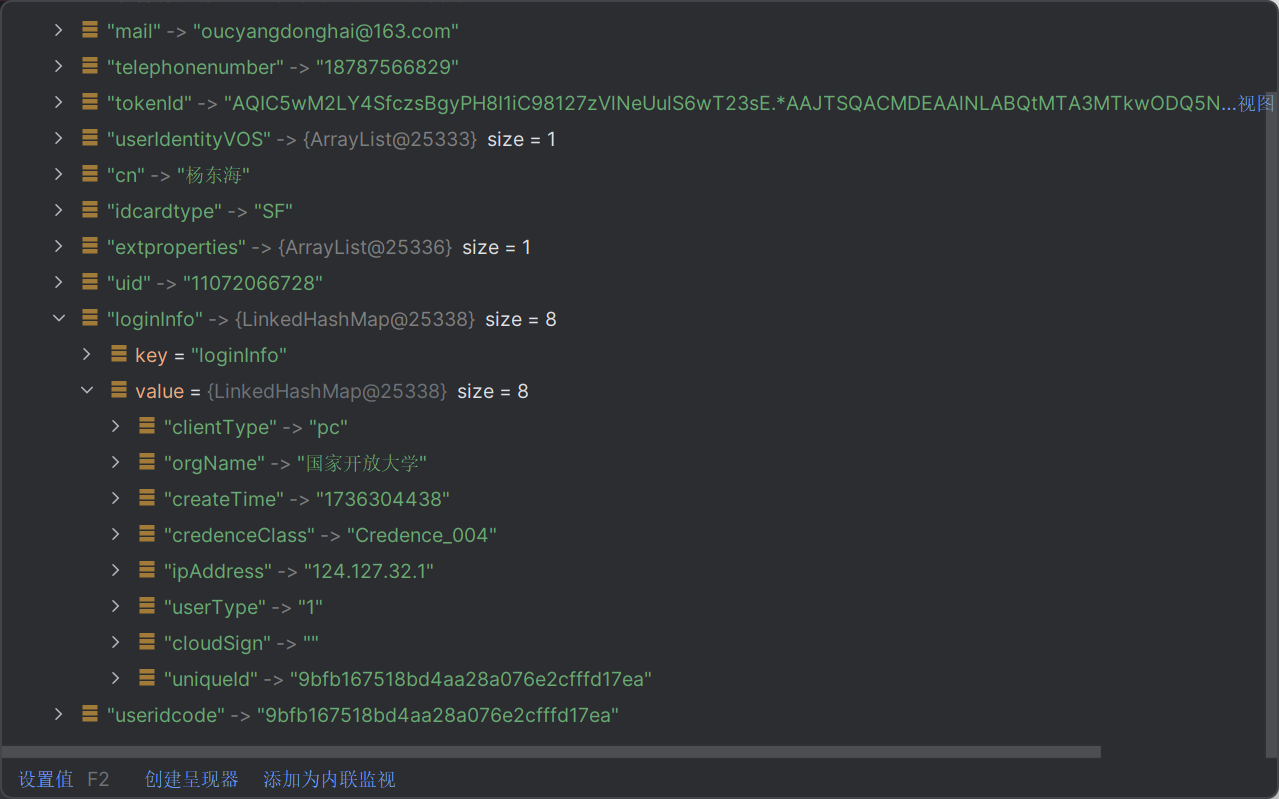 "mail" -> "oucyangdonghai@163.com"
"telephonenumber" -> "18787566829"
"tokenId" -> "AQIC5wM2LY4SfczsBgyPH8I1iC98127zVINeUuIS6wT23sE.*AAJTSQACMDEAAlNLABQtMTA3MTkwODQ5N...视图
"userIdentityVOS" -> {ArrayList@25333} size = 1
"cn" -> "杨东海"
"idcardtype" -> "SF"
"extproperties" -> {ArrayList@25336} size = 1
"uid" -> "11072066728"
"loginInfo" -> {LinkedHashMap@25338} size = 8
key = "loginInfo"
value = {LinkedHashMap@25338} size = 8
"clientType" -> "pc"
"orgName" -> "国家开放大学"
"createTime" -> "1736304438"
"credenceClass" -> "Credence_004"
"ipAddress" -> "124.127.32.1"
"userType" -> "1"
"cloudSign" -> ""
"uniqueId" -> "9bfb167518bd4aa28a076e2cfffd17ea"
"useridcode" -> "9bfb167518bd4aa28a076e2cfffd17ea"
设置值 F2 创建呈现器 添加为内联监视